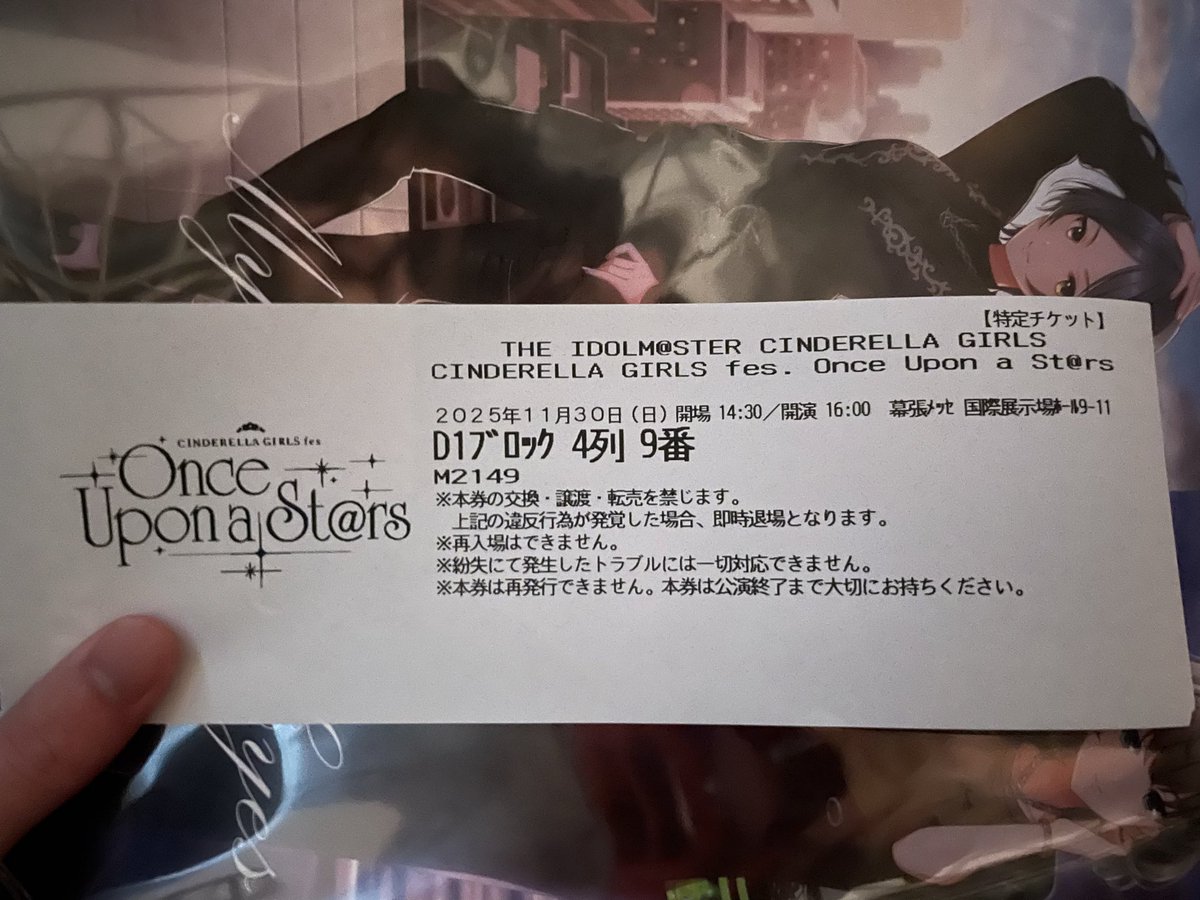 My
CINDERELLA GIRLS fes
Once
Upon a St@rs
【特定チケット】
THE IDOLM@STER CINDERELLA GIRLS
CINDERELLA GIRLS fes. Once Upon a St@rs
2025年11月30日(日)開場 14:30/開演 16:00 幕張ﾒｯｾ 国際展示場ﾎｰﾙ9-11
D1ﾌﾞﾛｯｸ 4列 9番
M2149
※本券の交換・譲渡・転売を禁じます。
上記の違反行為が発覚した場合、即時退場となります。
※再入場はできません。
※紛失にて発生したトラブルには一切対応できません。
※本券は再発行できません。本券は公演終了まで大切にお持ちください。